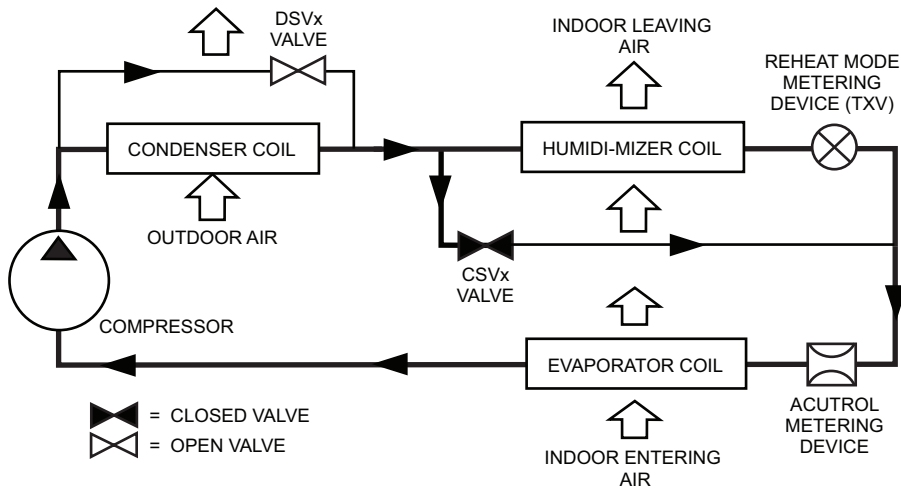 DSVx
VALVE
INDOOR LEAVING
AIR
REHEAT MODE
METERING
DEVICE (TXV)
CONDENSER COIL
HUMIDI-MIZER COIL
OUTDOOR AIR
CSVx
VALVE
COMPRESSOR
EVAPORATOR COIL
ACUTROL
METERING
DEVICE
= CLOSED VALVE
= OPEN VALVE
INDOOR ENTERING
AIR